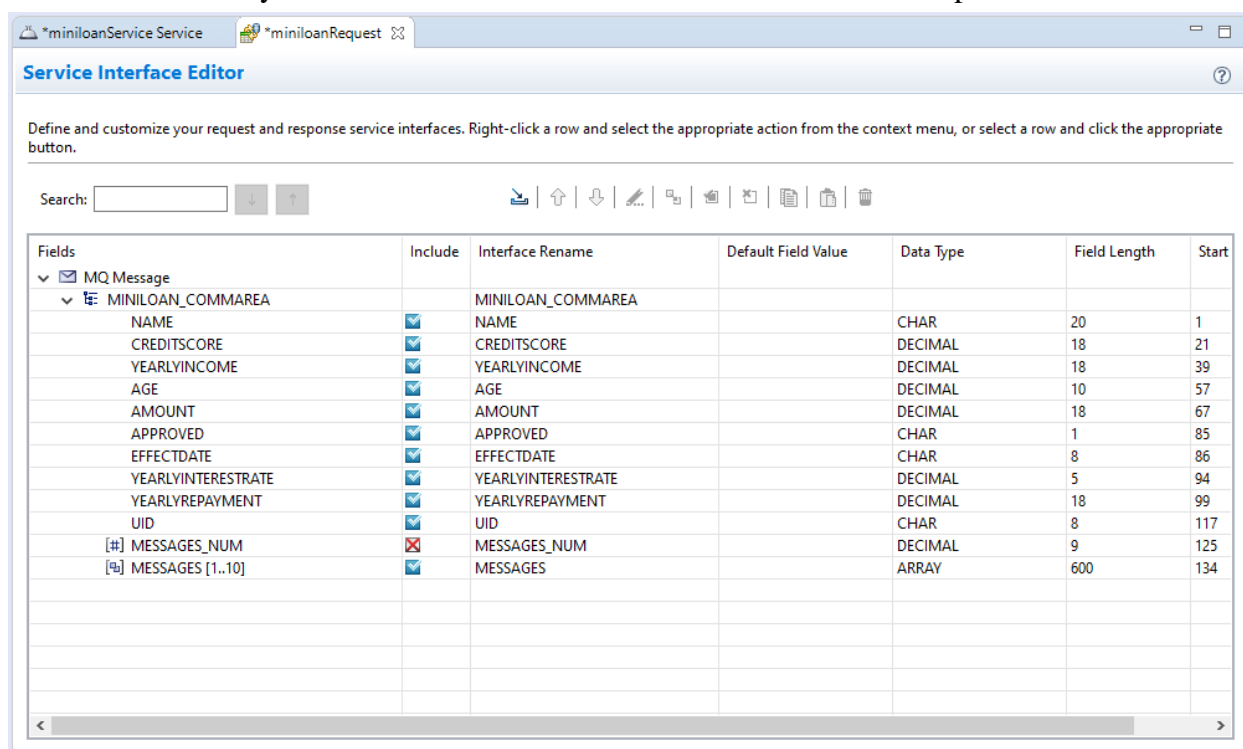 *miniloanService Service *miniloanRequest
Service Interface Editor
Define and customize your request and response service interfaces. Right-click a row and select the appropriate action from the context menu, or select a row and click the appropriate
button.
Search:
Fields Include Interface Rename Default Field Value Data Type Field Length Start
MQ Message
MINILOAN_COMMAREA MINILOAN_COMMAREA
NAME NAME CHAR 20 1
CREDITSCORE CREDITSCORE DECIMAL 18 21
YEARLYINCOME YEARLYINCOME DECIMAL 18 39
AGE AGE DECIMAL 10 57
AMOUNT AMOUNT DECIMAL 18 67
APPROVED APPROVED CHAR 1 85
EFFECTDATE EFFECTDATE CHAR 8 86
YEARLYINTERESTRATE YEARLYINTERESTRATE DECIMAL 5 94
YEARLYREPAYMENT YEARLYREPAYMENT DECIMAL 18 99
UID UID CHAR 8 117
[#] MESSAGES_NUM MESSAGES_NUM DECIMAL 9 125
MESSAGES [1..10] MESSAGES ARRAY 600 134